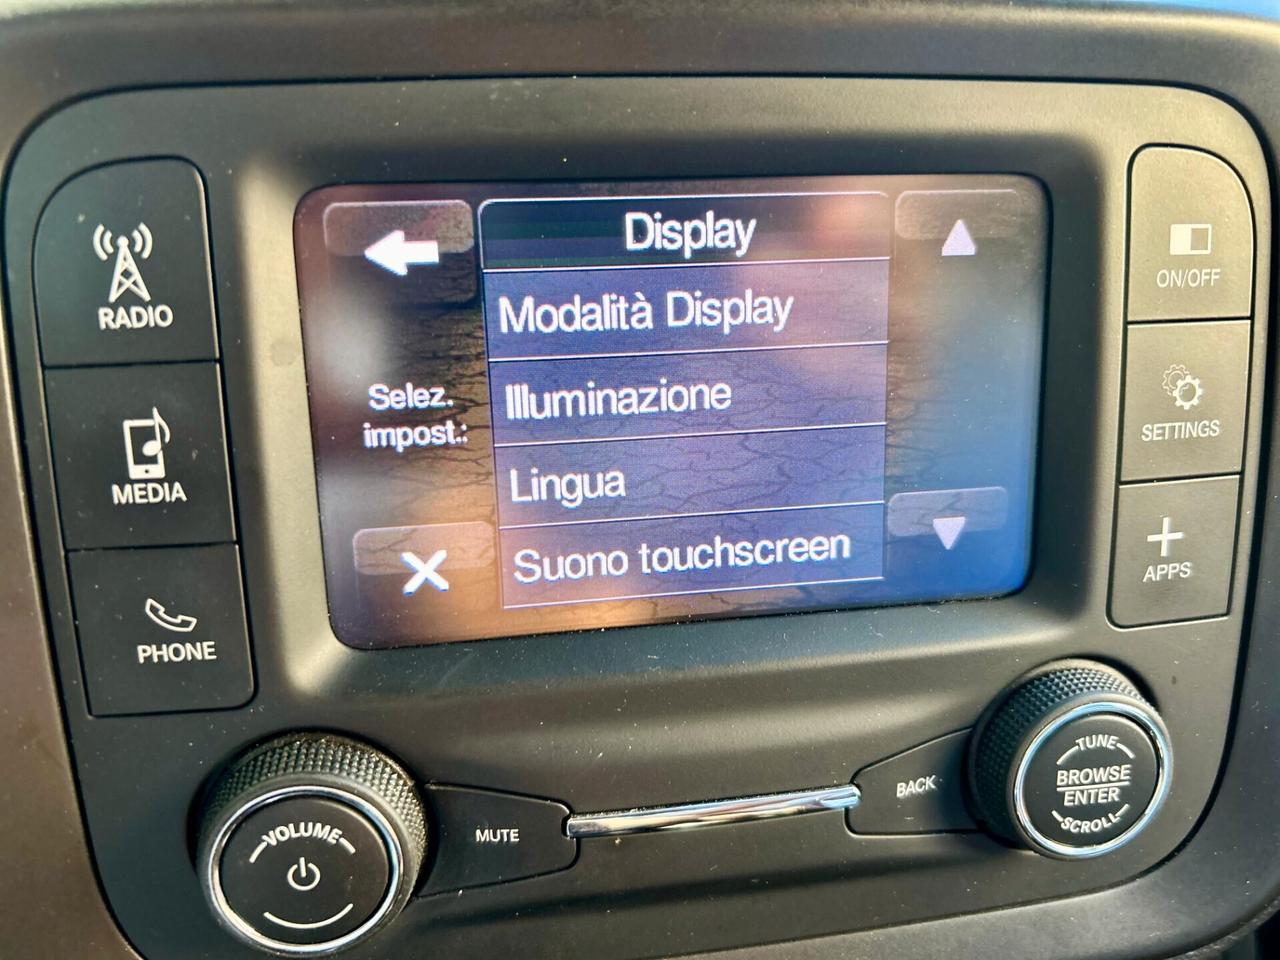 RADIO
MEDIA
PHONE
Display
Modalità Display
Illuminazione
Lingua
Suono touchscreen
Selez.
impost.:
ON/OFF
SETTINGS
APPS
VOLUME
MUTE
BACK
TUNE
BROWSE
ENTER
SCROLL